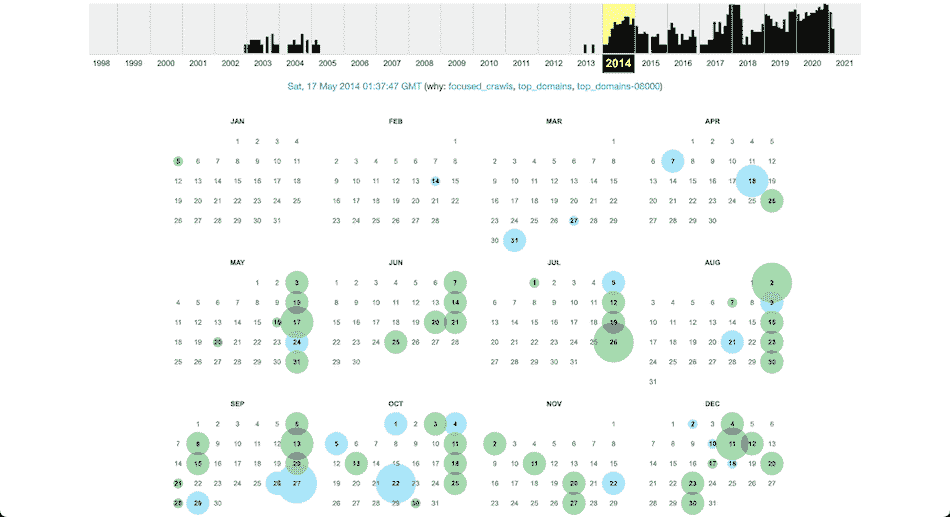 1998 1999 2000 2001 2002 2003 2004 2005 2006 2007 2008 2009 2010 2011 2012 2013 2014 2015 2016 2017 2018 2019 2020 2021
Sat, 17 May 2014 01:37:47 GMT (why: focused_crawls, top_domains, top_domains-08000)
JAN
1 2 3 4
5 6 7 8 9 10 11
12 13 14 15 16 17 18
19 20 21 22 23 24 25
26 27 28 29 30 31
FEB
1
2 3 4 5 6 7 8
9 10 11 12 13 14 15
16 17 18 19 20 21 22
23 24 25 26 27 28
MAR
1
2 3 4 5 6 7 8
9 10 11 12 13 14 15
16 17 18 19 20 21 22
23 24 25 26 27 28 29
30 31
APR
1 2 3 4 5
6 7 8 9 10 11 12
13 14 15 16 17 18 19
20 21 22 23 24 25 26
27 28 29 30
MAY
1 2 3
4 5 6 7 8 9 10
11 12 13 14 15 16 17
18 19 20 21 22 23 24
25 26 27 28 29 30 31
JUN
1 2 3 4 5 6 7
8 9 10 11 12 13 14
15 16 17 18 19 20 21
22 23 24 25 26 27 28
29 30
JUL
1 2 3 4 5
6 7 8 9 10 11 12
13 14 15 16 17 18 19
20 21 22 23 24 25 26
27 28 29 30 31
AUG
1 2
3 4 5 6 7 8 9
10 11 12 13 14 15 16
17 18 19 20 21 22 23
24 25 26 27 28 29 30
31
SEP
1 2 3 4 5 6
7 8 9 10 11 12 13
14 15 16 17 18 19 20
21 22 23 24 25 26 27
28 29 30
OCT
1 2 3 4
5 6 7 8 9 10 11
12 13 14 15 16 17 18
19 20 21 22 23 24 25
26 27 28 29 30 31
NOV
1
2 3 4 5 6 7 8
9 10 11 12 13 14 15
16 17 18 19 20 21 22
23 24 25 26 27 28 29
DEC
1 2 3 4 5 6
7 8 9 10 11 12 13
14 15 16 17 18 19 20
21 22 23 24 25 26 27
28 29 30 31